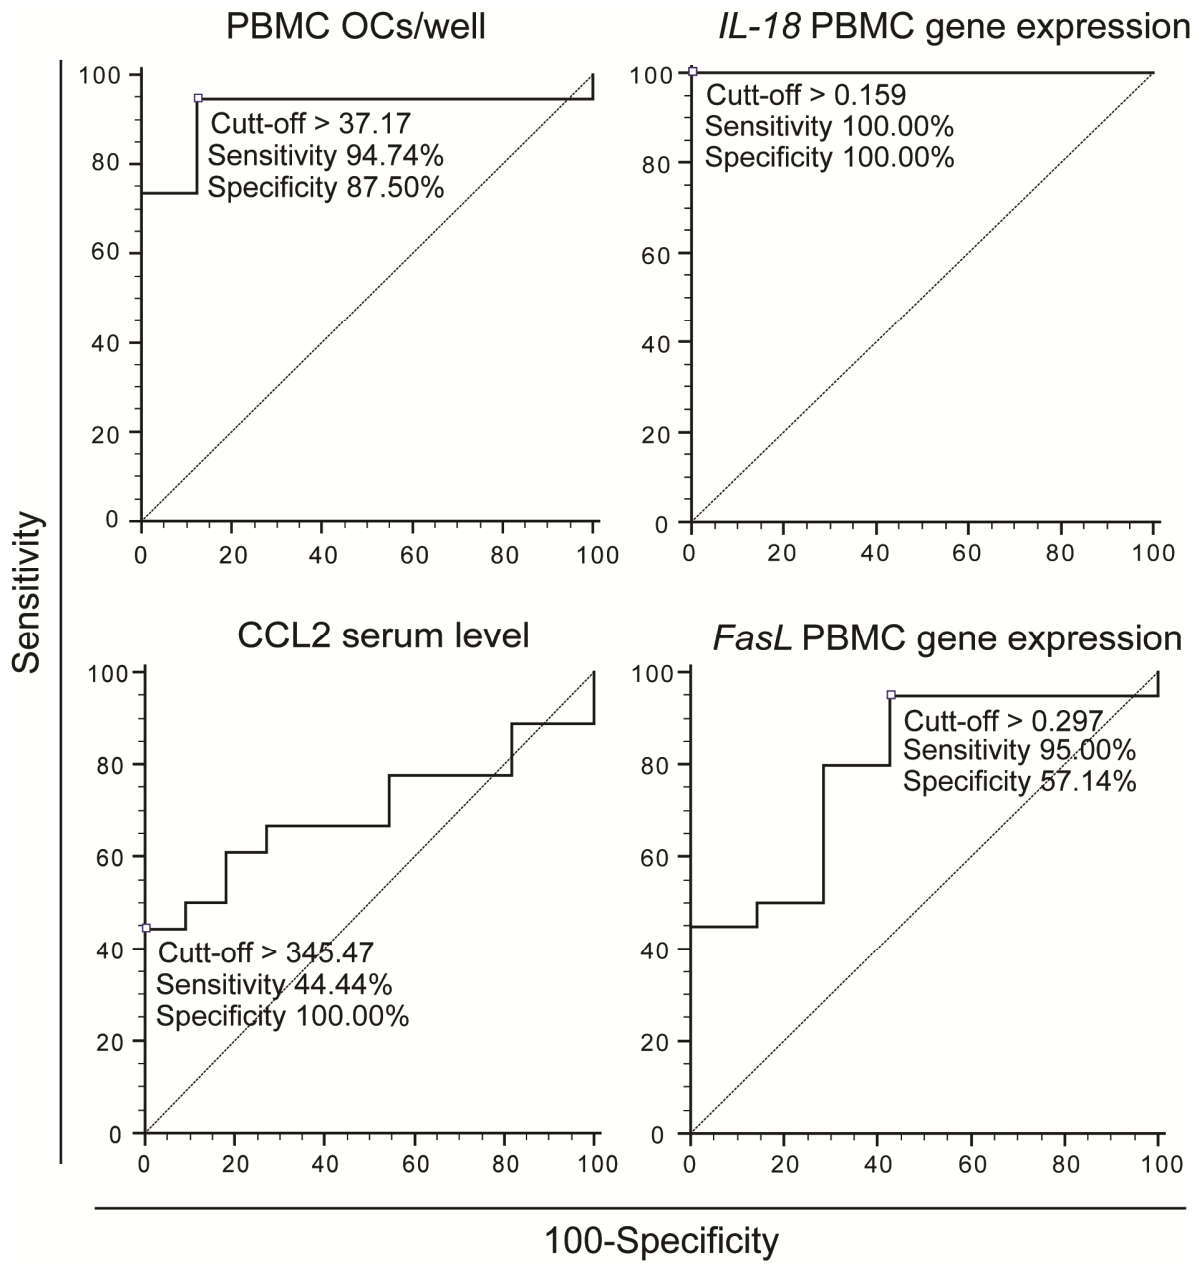 PBMC OCs/well
100
80
60
40
20
0
Cutt-off > 37.17
Sensitivity 94.74%
Specificity 87.50%
0 20 40 60 80 100
IL-18 PBMC gene expression
100
80
60
40
20
0
Cutt-off > 0.159
Sensitivity 100.00%
Specificity 100.00%
0 20 40 60 80 100
Sensitivity
CCL2 serum level
100
80
60
40
20
0
Cutt-off > 345.47
Sensitivity 44.44%
Specificity 100.00%
0 20 40 60 80 100
FasL PBMC gene expression
100
80
60
40
20
0
Cutt-off > 0.297
Sensitivity 95.00%
Specificity 57.14%
0 20 40 60 80 100
100-Specificity